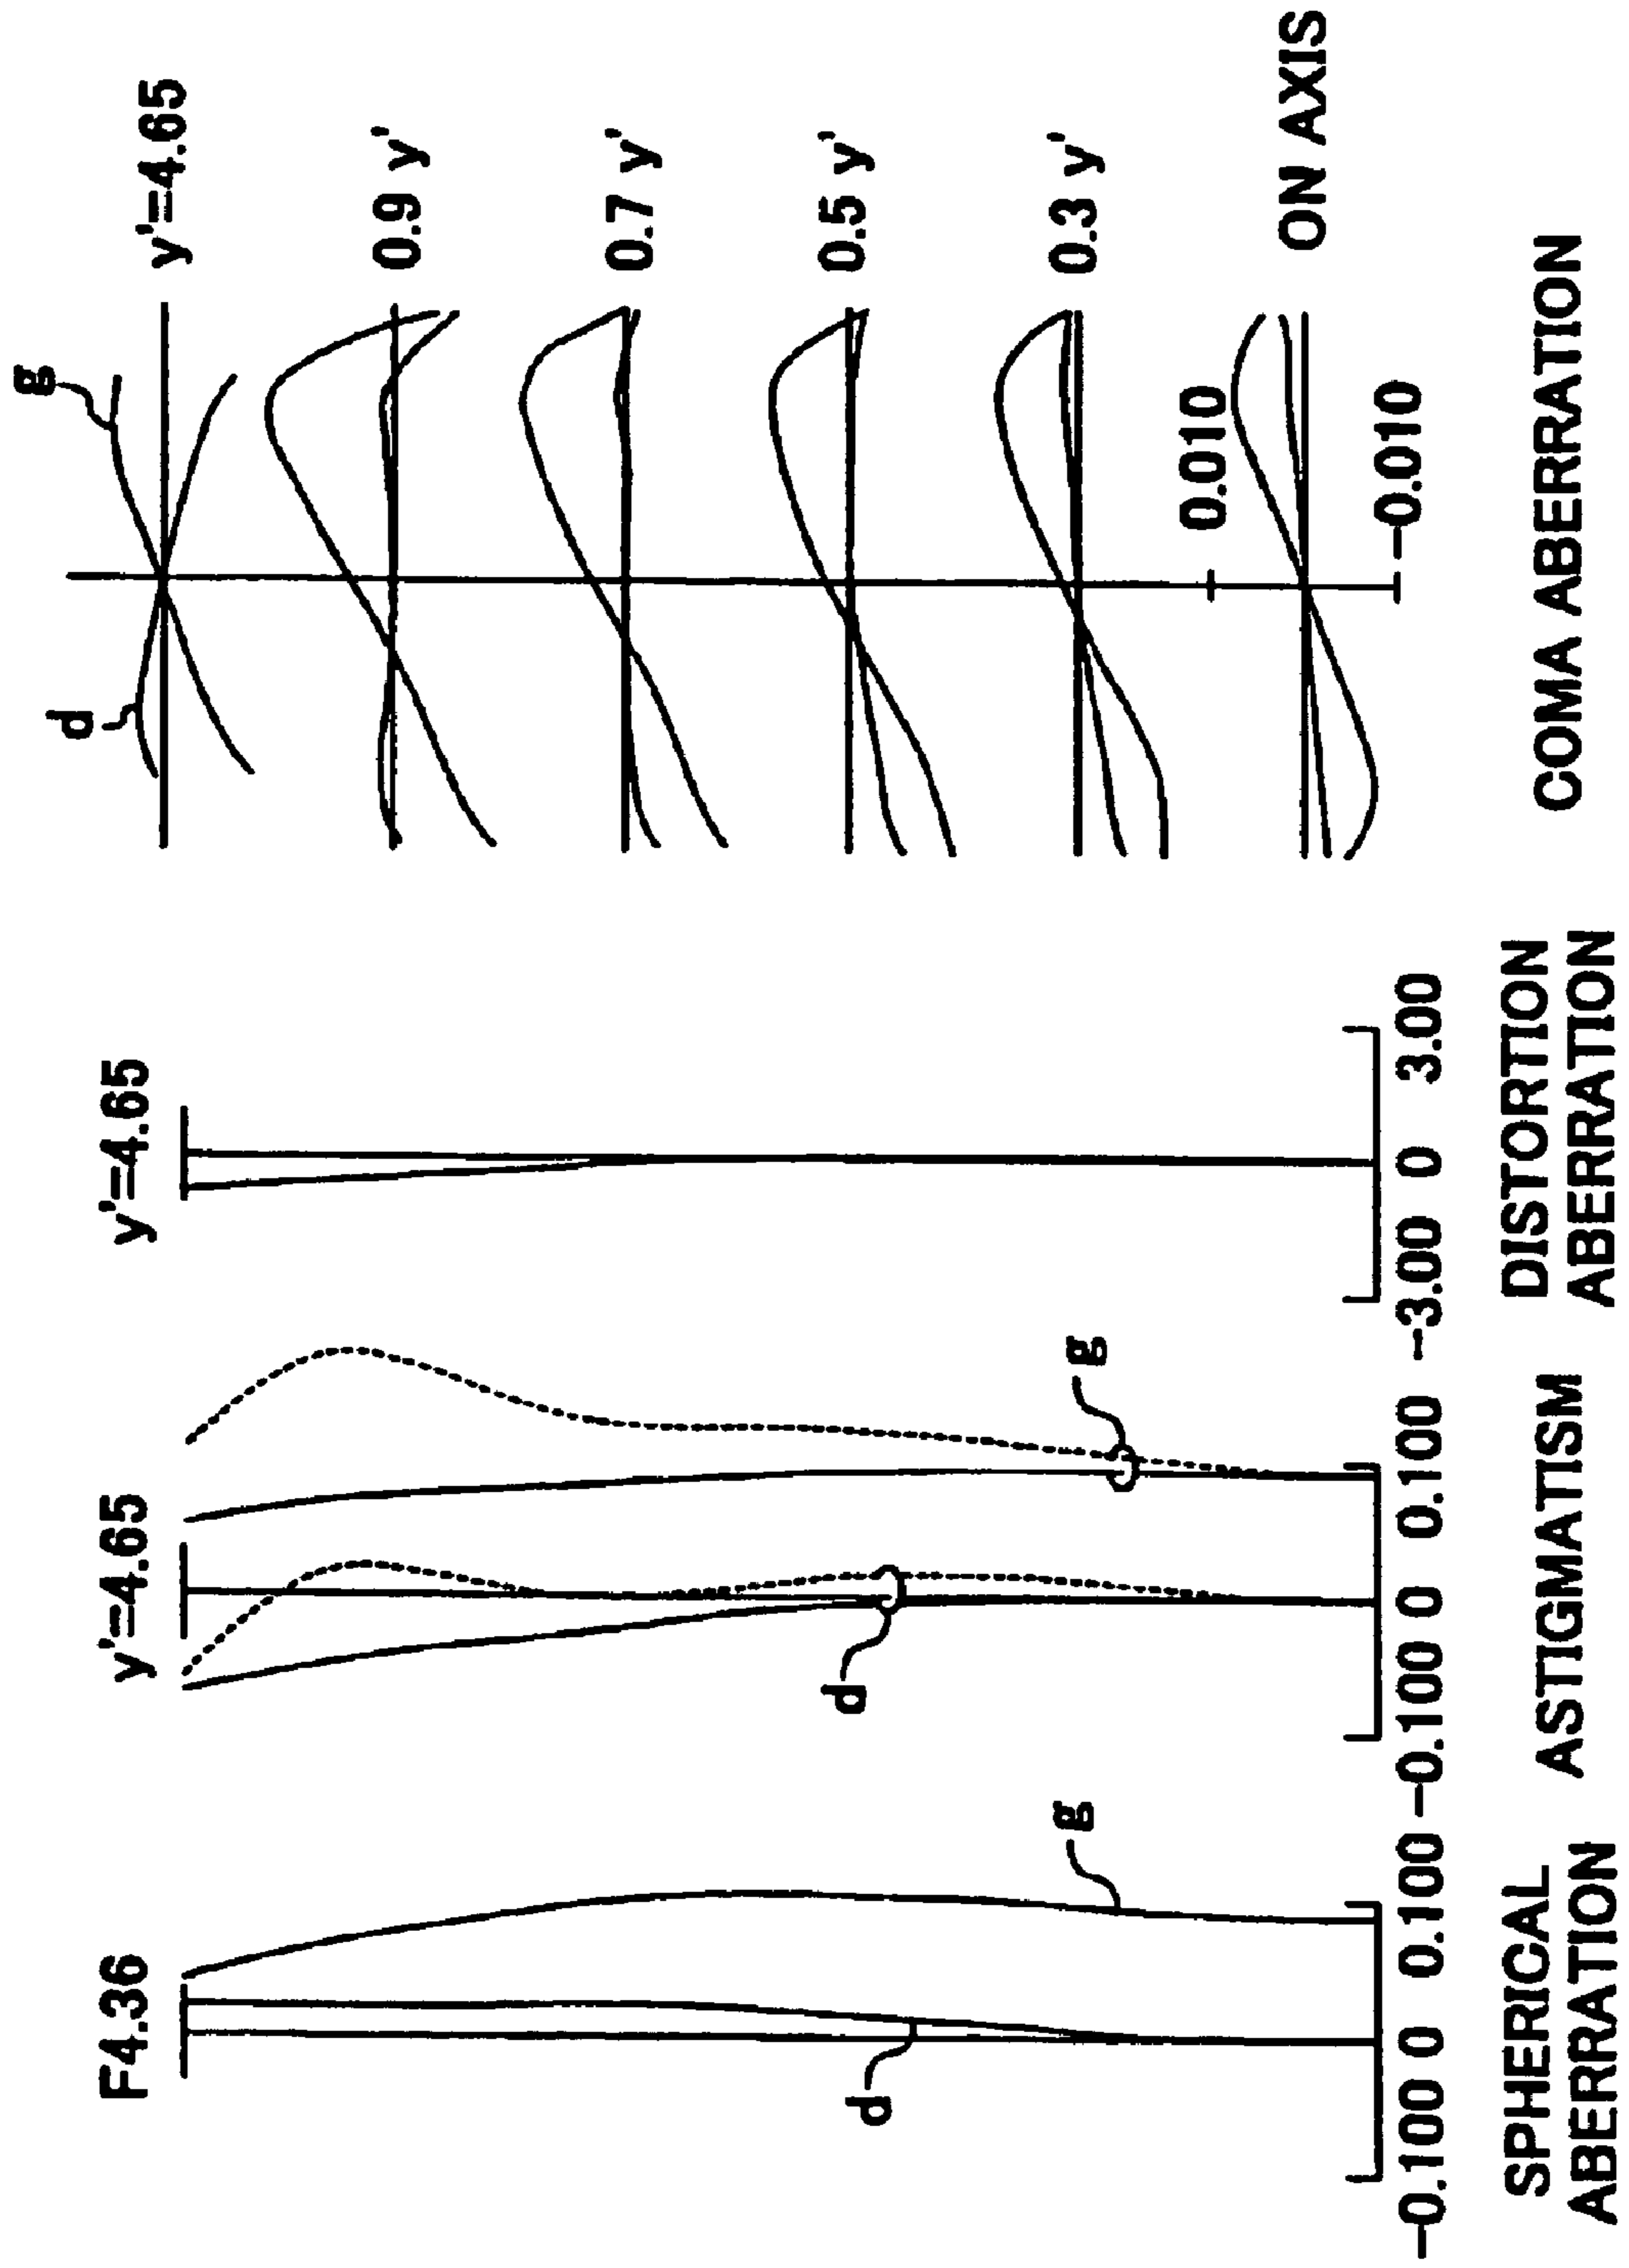 F4.36
g
d
-0.100 0 0.100
SPHERICAL
ABERRATION
y'=4.65
g
d
-0.100 0 0.100
ASTIGMATISM
y'=4.65
-3.00 0 3.00
DISTORTION
ABERRATION
g
d
y'=4.65
0.9 y'
0.7 y'
0.5 y'
0.3 y'
0.010
ON AXIS
-0.010
COMA ABERRATION